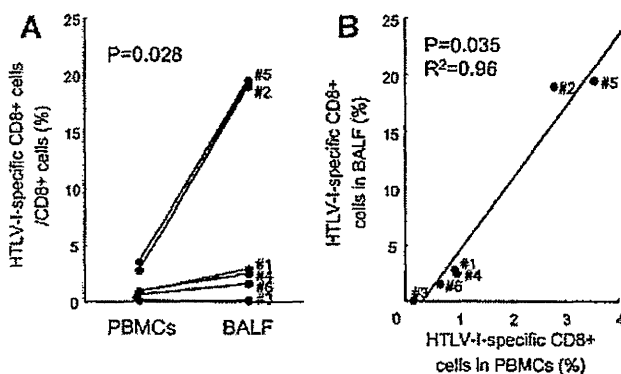 A
P=0.028
HTLV-I-specific CD8+ cells
/CD8+ cells (%)
25
20
15
10
5
0
#5
#2
#1
#4
#6
#3
PBMCs
BALF
B
P=0.035
R²=0.96
HTLV-I-specific CD8+
cells in BALF (%)
25
20
15
10
5
0
#2
#5
#1
#4
#6
#3
0
1
2
3
4
HTLV-I-specific CD8+
cells in PBMCs (%)